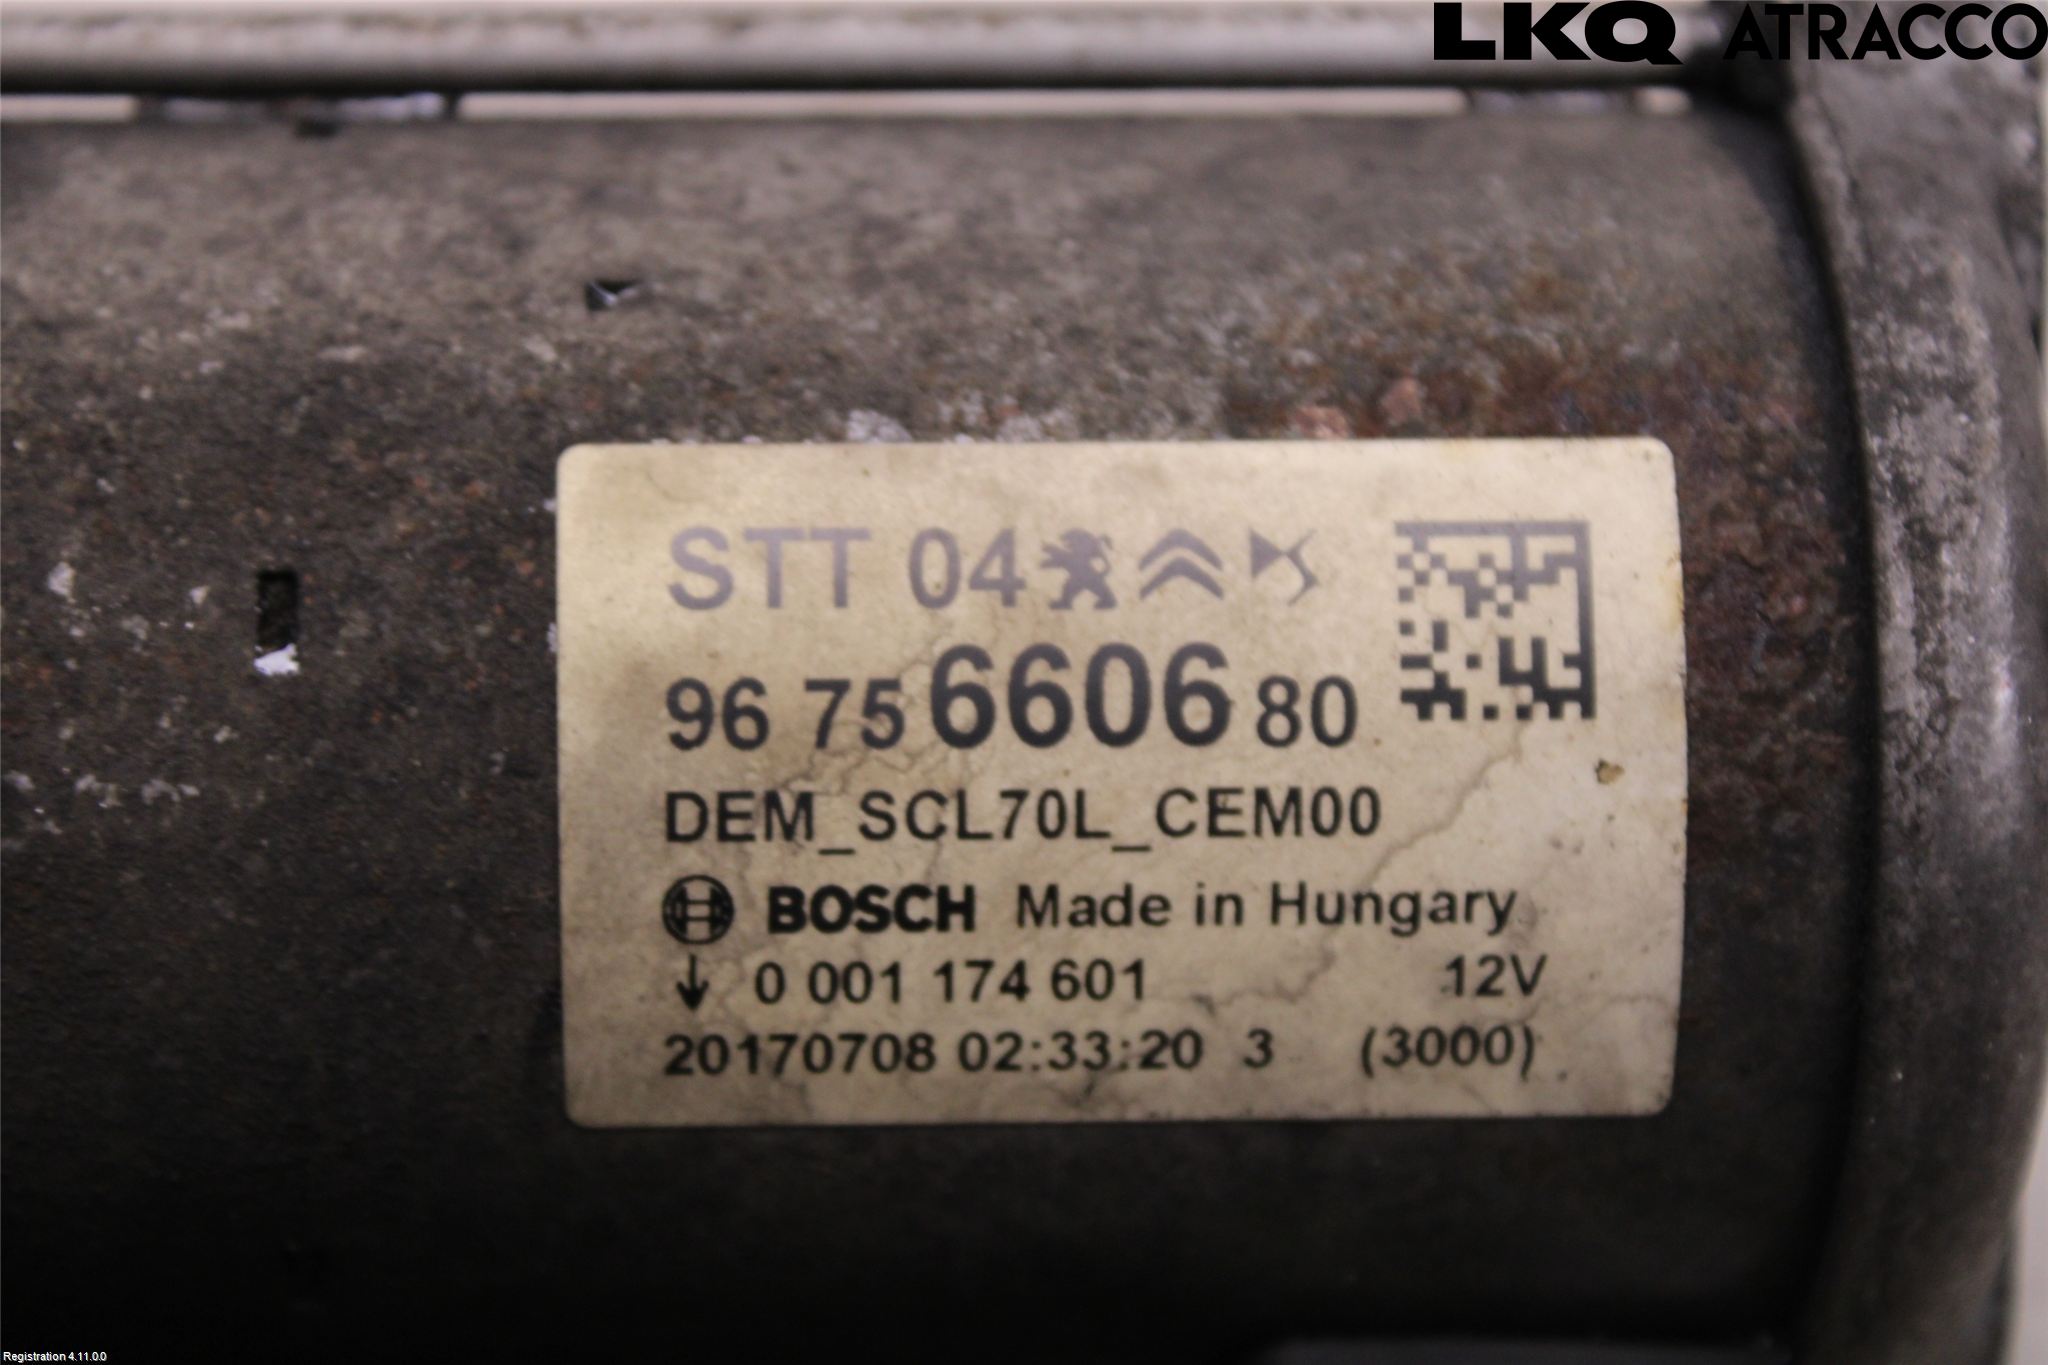 LKQ ATRACCO
STT 04
96 75 6606 80
DEM_SCL70L_CEM00
BOSCH Made in Hungary
0 001 174 601 12V
20170708 02:33:20 3 (3000)
Registration 4.11.0.0